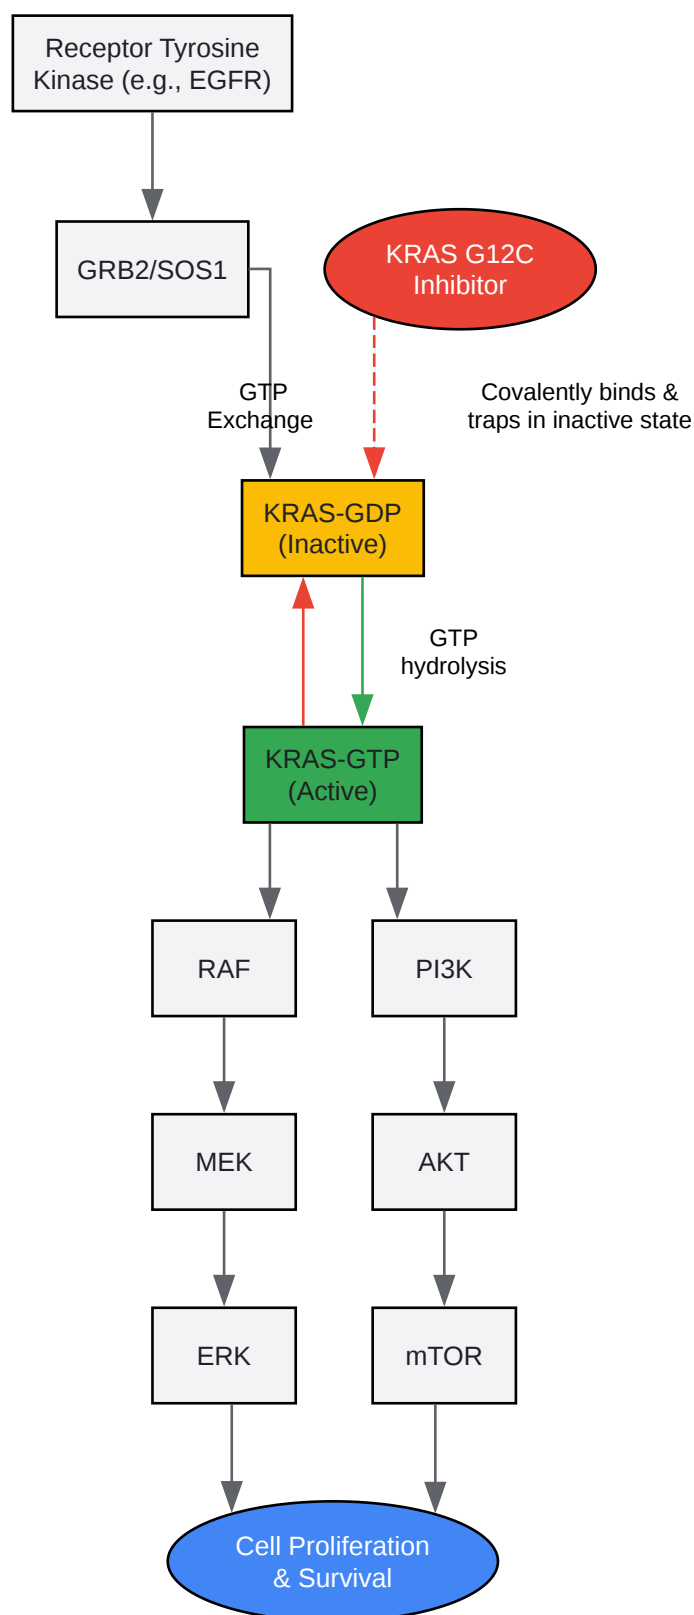 Receptor Tyrosine
Kinase (e.g., EGFR)
GRB2/SOS1
KRAS G12C
Inhibitor
GTP
Exchange
Covalently binds &
traps in inactive state
KRAS-GDP
(Inactive)
GTP
hydrolysis
KRAS-GTP
(Active)
RAF
PI3K
MEK
AKT
ERK
mTOR
Cell Proliferation
& Survival